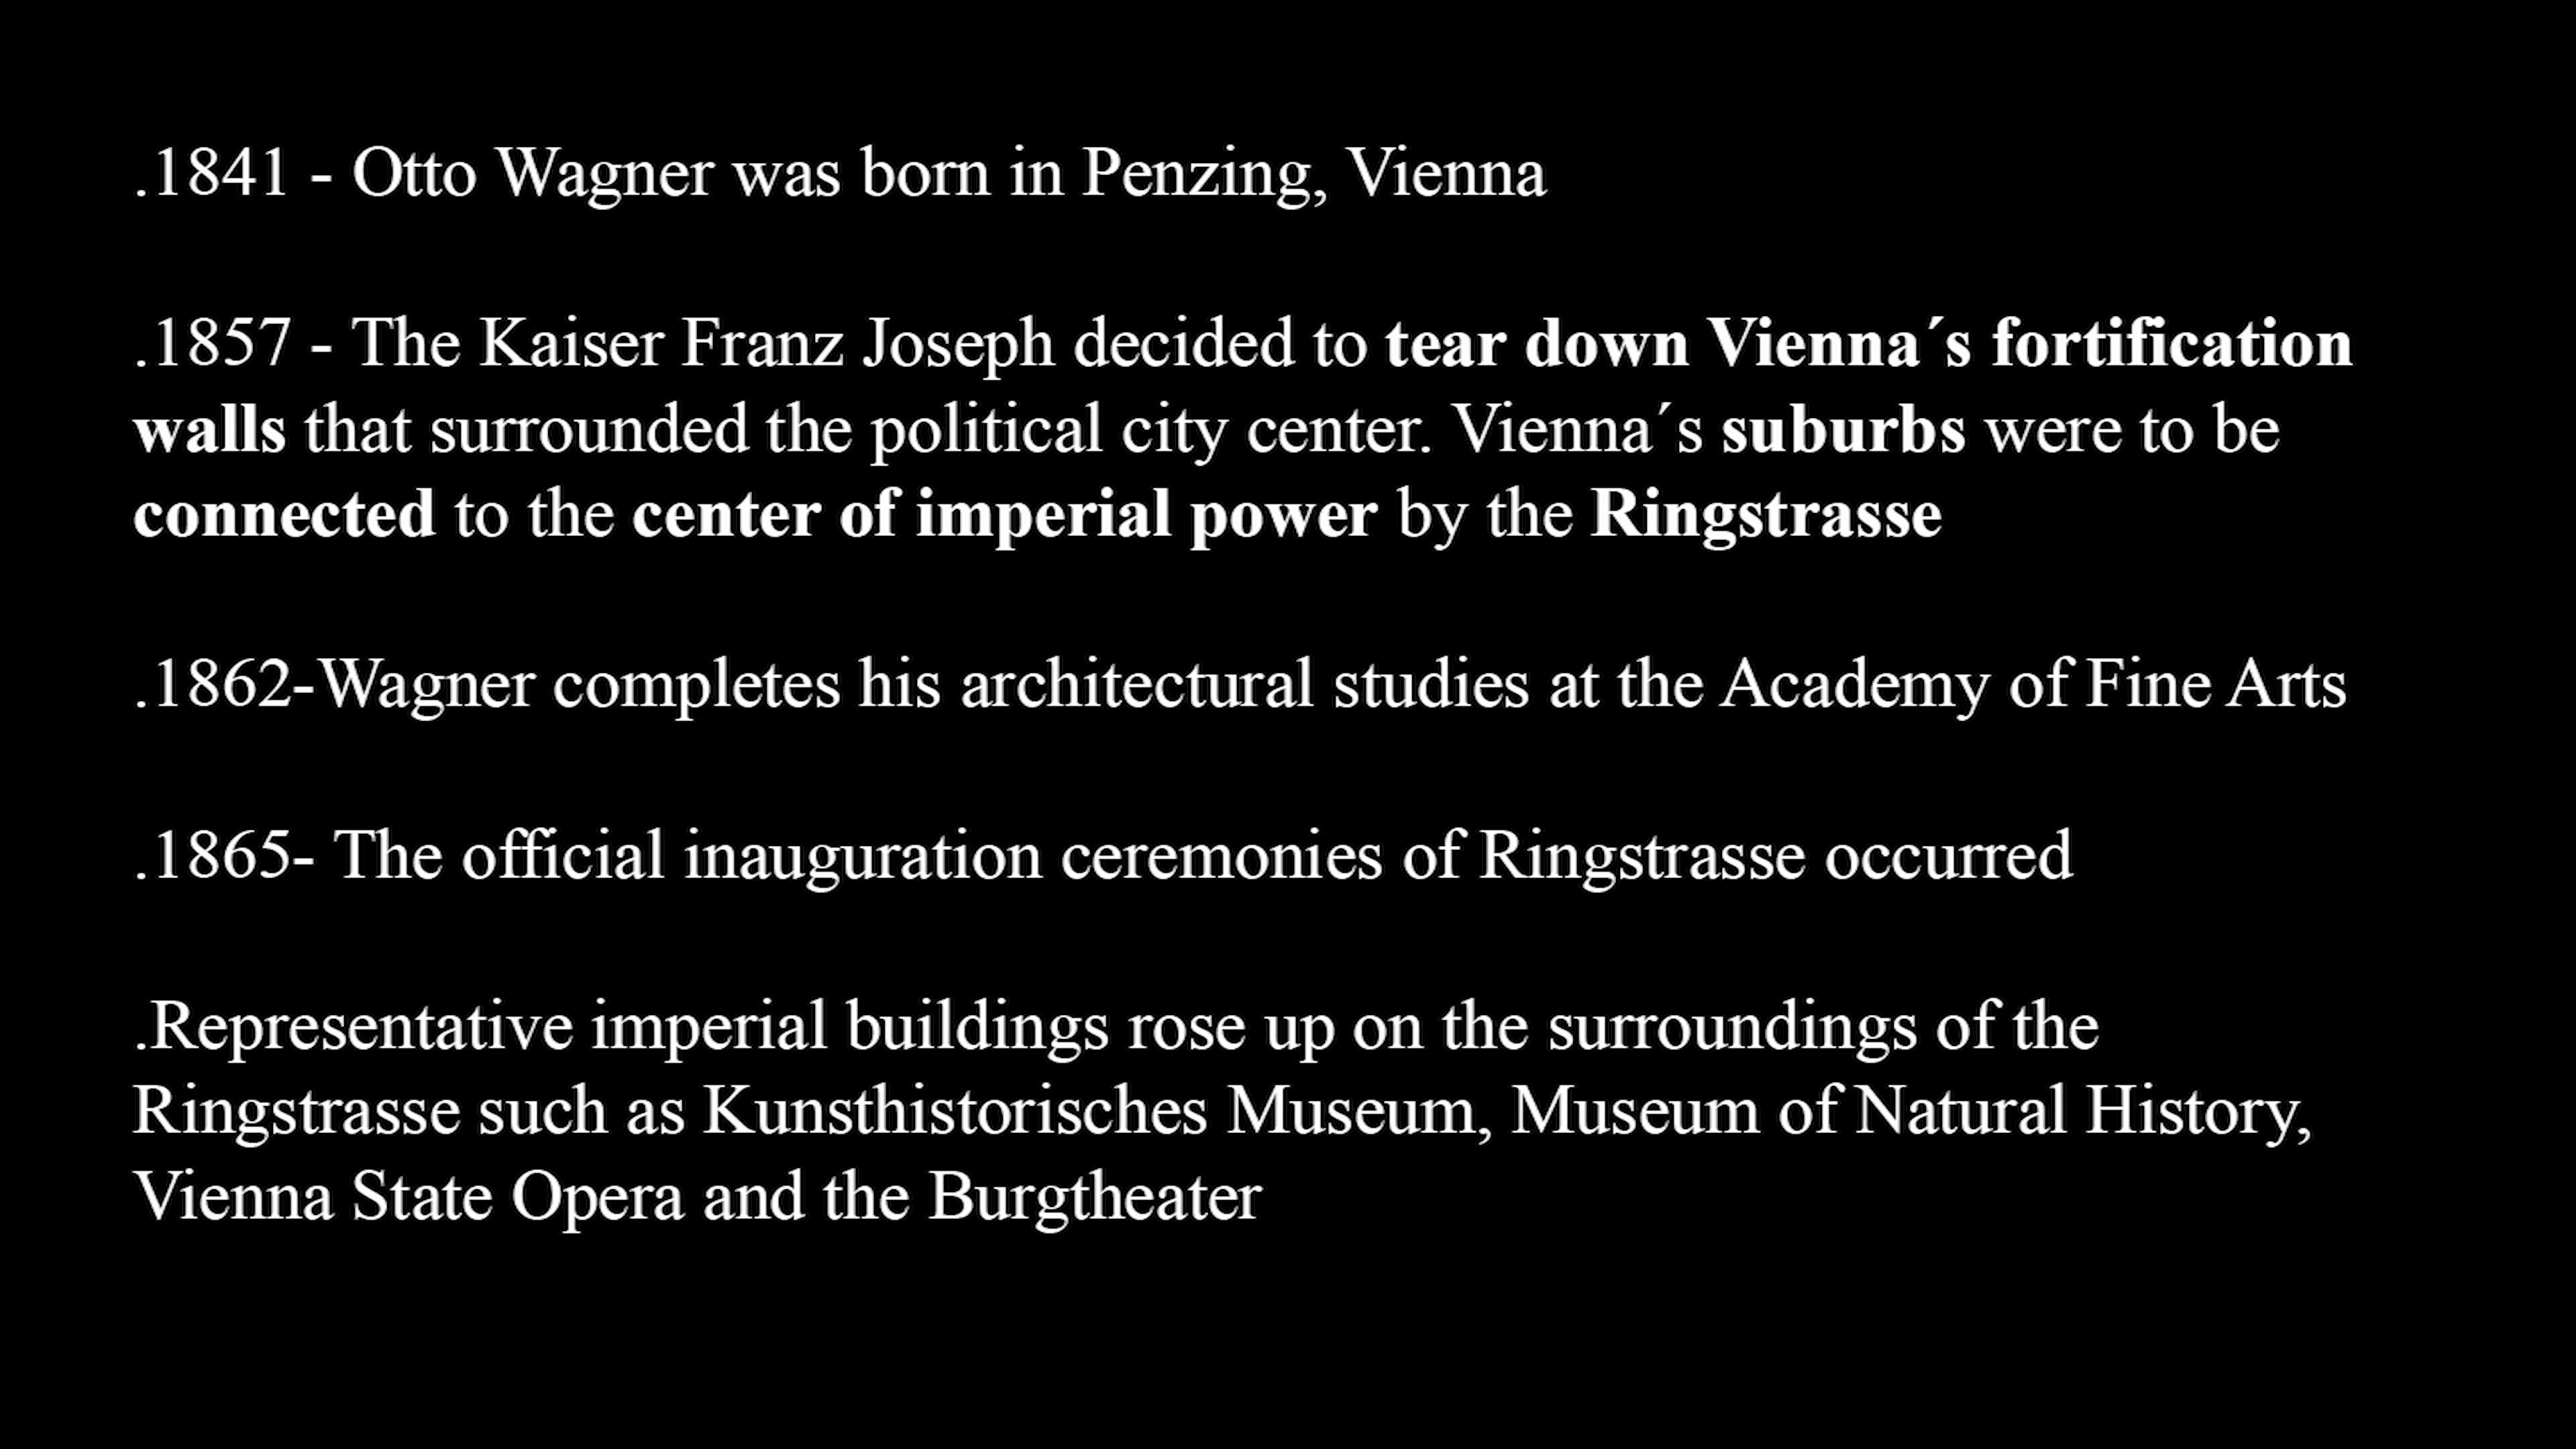 .1841 - Otto Wagner was born in Penzing, Vienna
.1857 - The Kaiser Franz Joseph decided to tear down Vienna´s fortification
walls that surrounded the political city center. Vienna´s suburbs were to be
connected to the center of imperial power by the Ringstrasse
.1862-Wagner completes his architectural studies at the Academy of Fine Arts
.1865- The official inauguration ceremonies of Ringstrasse occurred
.Representative imperial buildings rose up on the surroundings of the
Ringstrasse such as Kunsthistorisches Museum, Museum of Natural History,
Vienna State Opera and the Burgtheater